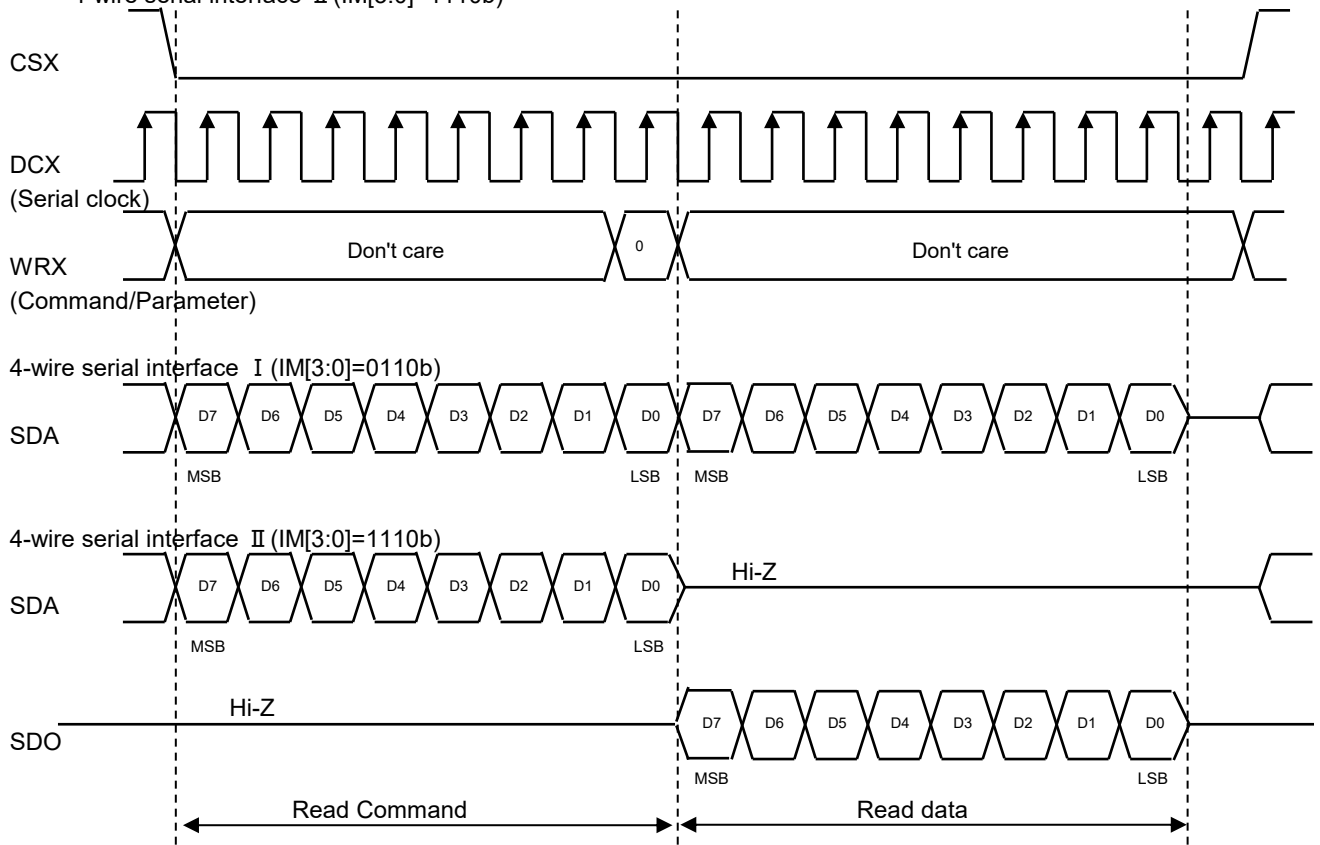 CSX
DCX
(Serial clock)
Don't care 0 Don't care
WRX
(Command/Parameter)
4-wire serial interface Ⅰ (IM[3:0]=0110b)
D7 D6 D5 D4 D3 D2 D1 D0 D7 D6 D5 D4 D3 D2 D1 D0
SDA
MSB LSB MSB LSB
4-wire serial interface Ⅱ (IM[3:0]=1110b)
Hi-Z
D7 D6 D5 D4 D3 D2 D1 D0
SDA
MSB LSB
Hi-Z
D7 D6 D5 D4 D3 D2 D1 D0
SDO
MSB LSB
Read Command Read data